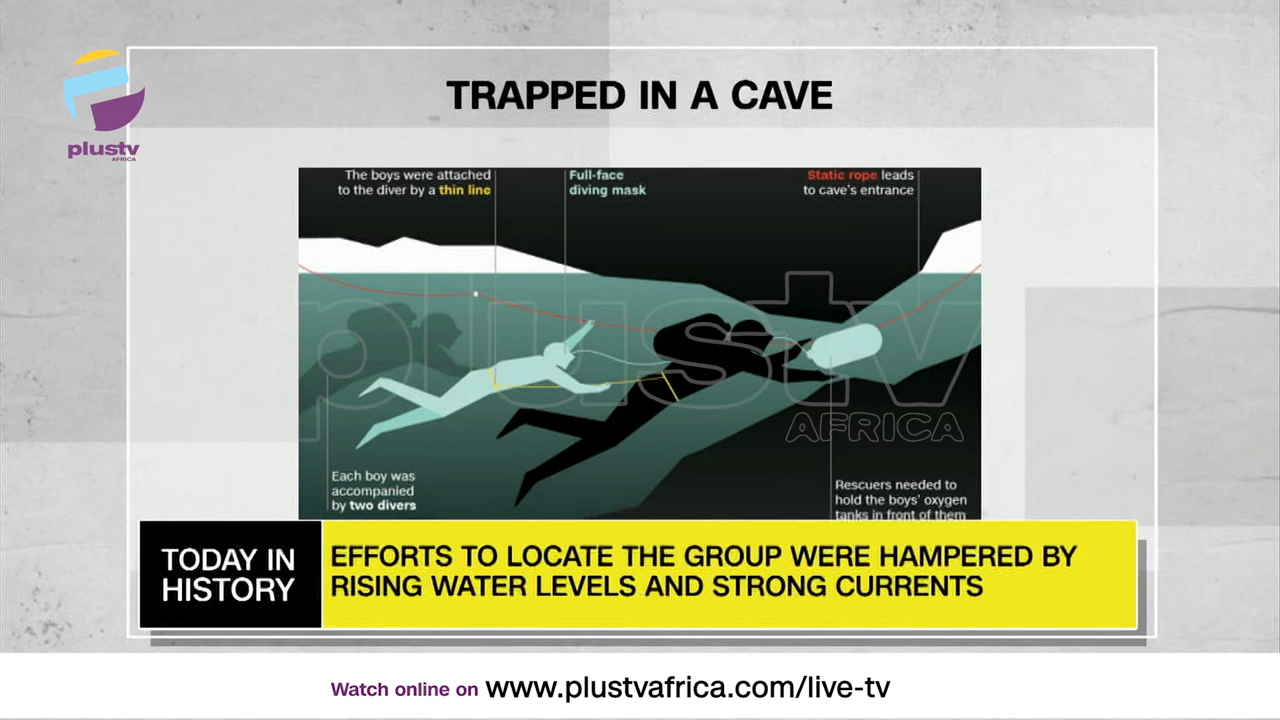 plustv
AFRICA
TRAPPED IN A CAVE
The boys were attached
to the diver by a thin line
Full-face
diving mask
Static rope leads
to cave's entrance
plustv
AFRICA
Each boy was
accompanied
by two divers
Rescuers needed to
hold the boys' oxygen
tanks in front of them
TODAY IN
HISTORY
EFFORTS TO LOCATE THE GROUP WERE HAMPERED BY
RISING WATER LEVELS AND STRONG CURRENTS
Watch online on www.plustvafrica.com/live-tv